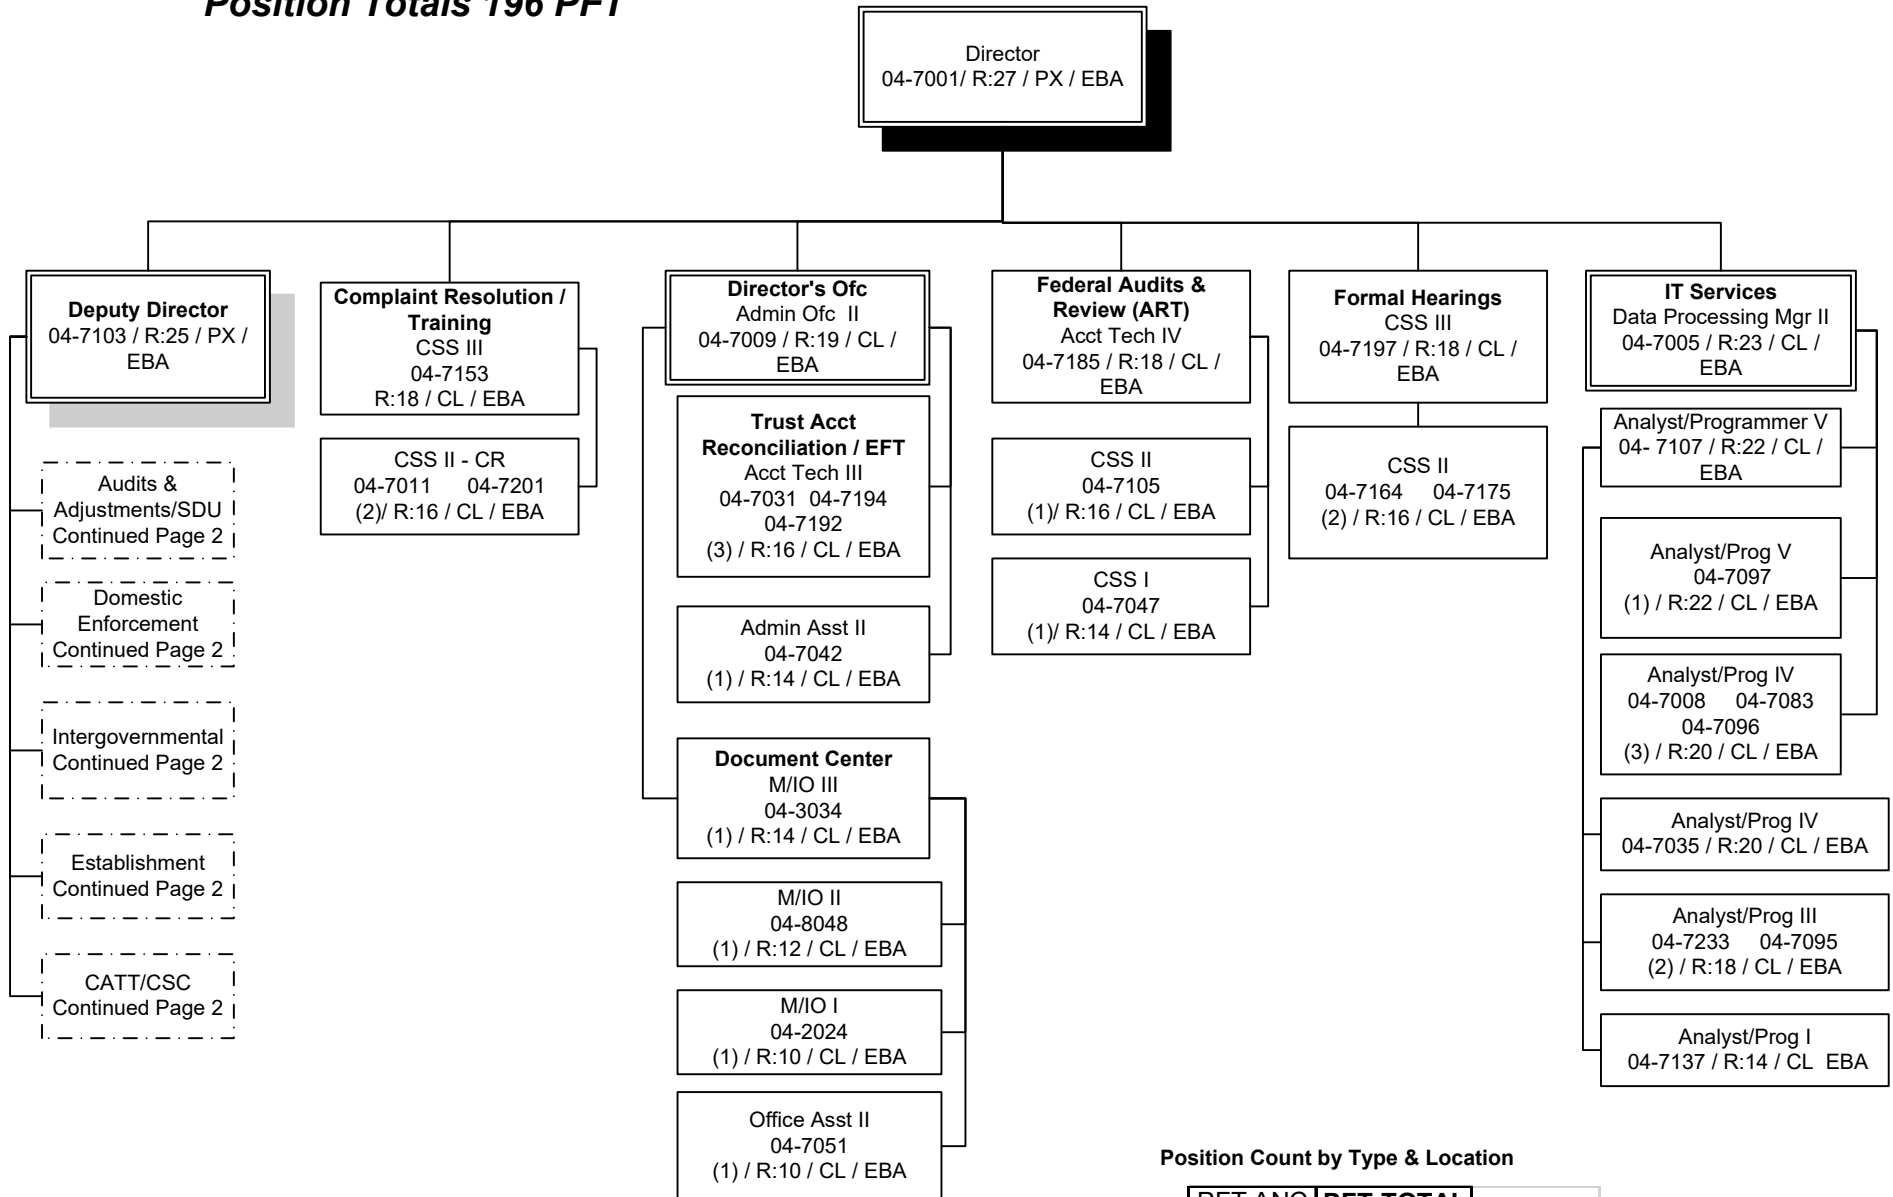 Position Totals 196 PFT
Director
04-7001/ R:27 / PX / EBA
Deputy Director
04-7103 / R:25 / PX /
EBA
Audits &
Adjustments/SDU
Continued Page 2
Domestic
Enforcement
Continued Page 2
Intergovernmental
Continued Page 2
Establishment
Continued Page 2
CATT/CSC
Continued Page 2
Complaint Resolution /
Training
CSS III
04-7153
R:18 / CL / EBA
CSS II - CR
04-7011 04-7201
(2)/ R:16 / CL / EBA
Director's Ofc
Admin Ofc II
04-7009 / R:19 / CL /
EBA
Trust Acct
Reconciliation / EFT
Acct Tech III
04-7031 04-7194
04-7192
(3) / R:16 / CL / EBA
Admin Asst II
04-7042
(1) / R:14 / CL / EBA
Document Center
M/IO III
04-3034
(1) / R:14 / CL / EBA
M/IO II
04-8048
(1) / R:12 / CL / EBA
M/IO I
04-2024
(1) / R:10 / CL / EBA
Office Asst II
04-7051
(1) / R:10 / CL / EBA
Federal Audits &
Review (ART)
Acct Tech IV
04-7185 / R:18 / CL /
EBA
CSS II
04-7105
(1)/ R:16 / CL / EBA
CSS I
04-7047
(1)/ R:14 / CL / EBA
Formal Hearings
CSS III
04-7197 / R:18 / CL /
EBA
CSS II
04-7164 04-7175
(2) / R:16 / CL / EBA
IT Services
Data Processing Mgr II
04-7005 / R:23 / CL /
EBA
Analyst/Programmer V
04- 7107 / R:22 / CL /
EBA
Analyst/Prog V
04-7097
(1) / R:22 / CL / EBA
Analyst/Prog IV
04-7008 04-7083
04-7096
(3) / R:20 / CL / EBA
Analyst/Prog IV
04-7035 / R:20 / CL / EBA
Analyst/Prog III
04-7233 04-7095
(2) / R:18 / CL / EBA
Analyst/Prog I
04-7137 / R:14 / CL EBA
Position Count by Type & Location
PFT ANC PFT TOTAL